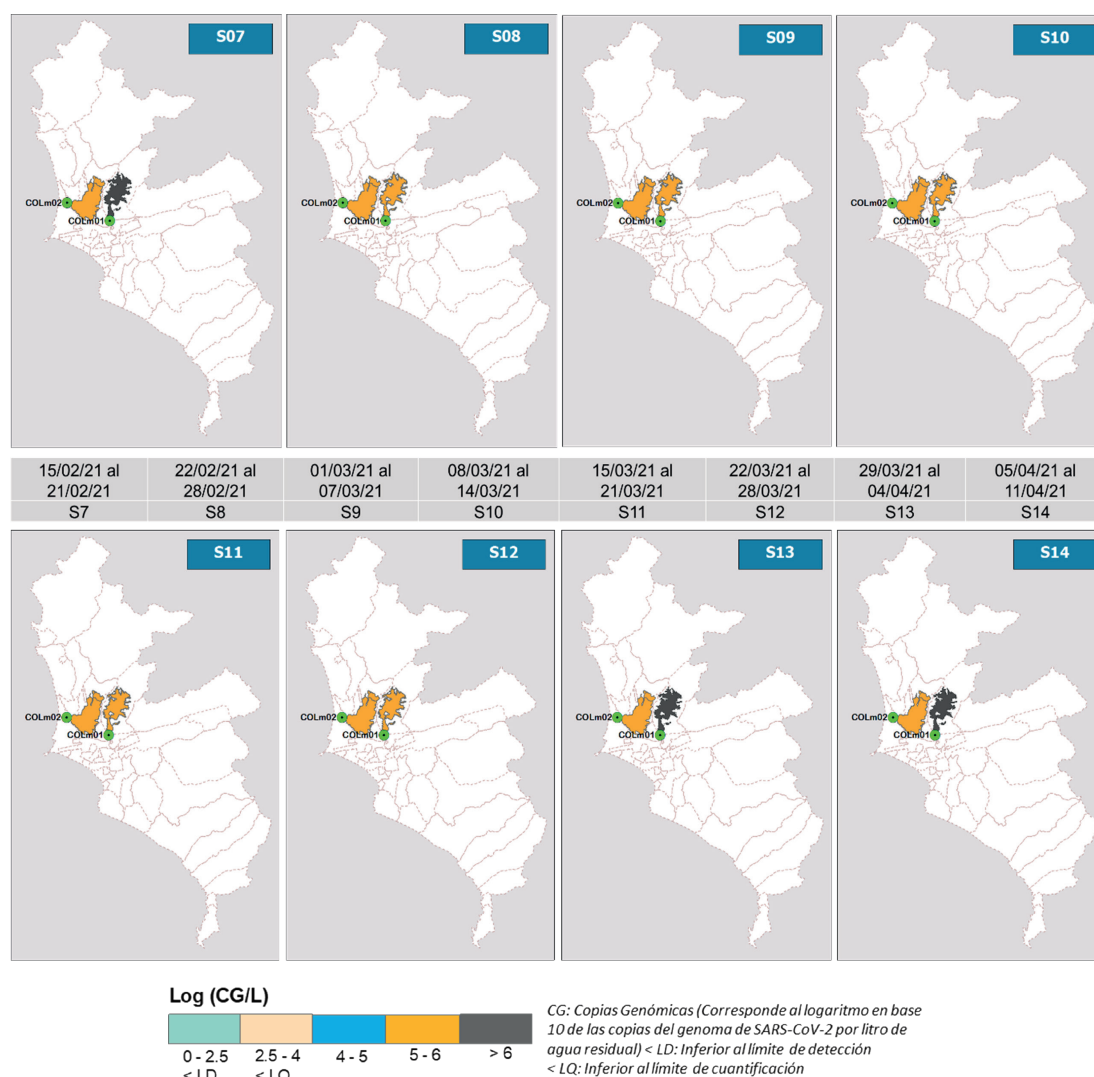 S07
S08
S09
S10
COLm02
COLm01
COLm02
COLm01
COLm02
COLm01
COLm02
COLm01
15/02/21 al 22/02/21 al 01/03/21 al 08/03/21 al 15/03/21 al 22/03/21 al 29/03/21 al 05/04/21 al
21/02/21 28/02/21 07/03/21 14/03/21 21/03/21 28/03/21 04/04/21 11/04/21
S7 S8 S9 S10 S11 S12 S13 S14
S11
S12
S13
S14
COLm02
COLm01
COLm02
COLm01
COLm02
COLm01
COLm02
COLm01
Log (CG/L)
0 - 2.5 2.5 - 4 4 - 5 5 - 6 > 6
< LD < LQ
CG: Copias Genómicas (Corresponde al logaritmo en base
10 de las copias del genoma de SARS-CoV-2 por litro de
agua residual) < LD: Inferior al límite de detección
< LQ: Inferior al límite de cuantificación